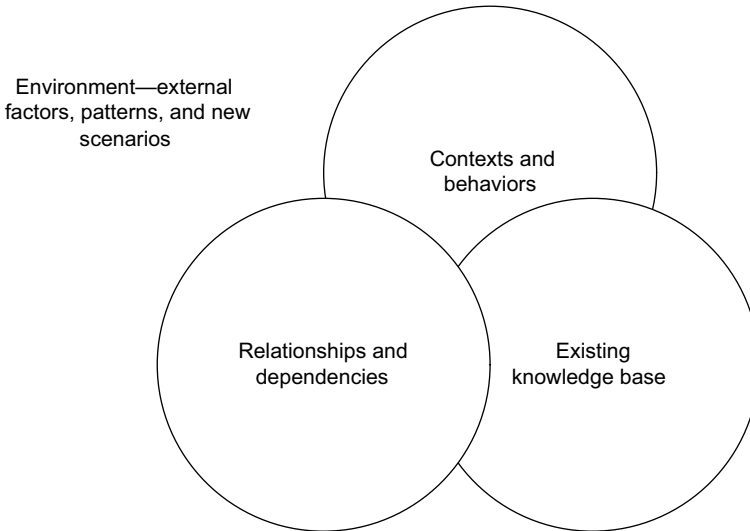 Environment—external
factors, patterns, and new
scenarios
Contexts and
behaviors
Relationships and
dependencies
Existing
knowledge base